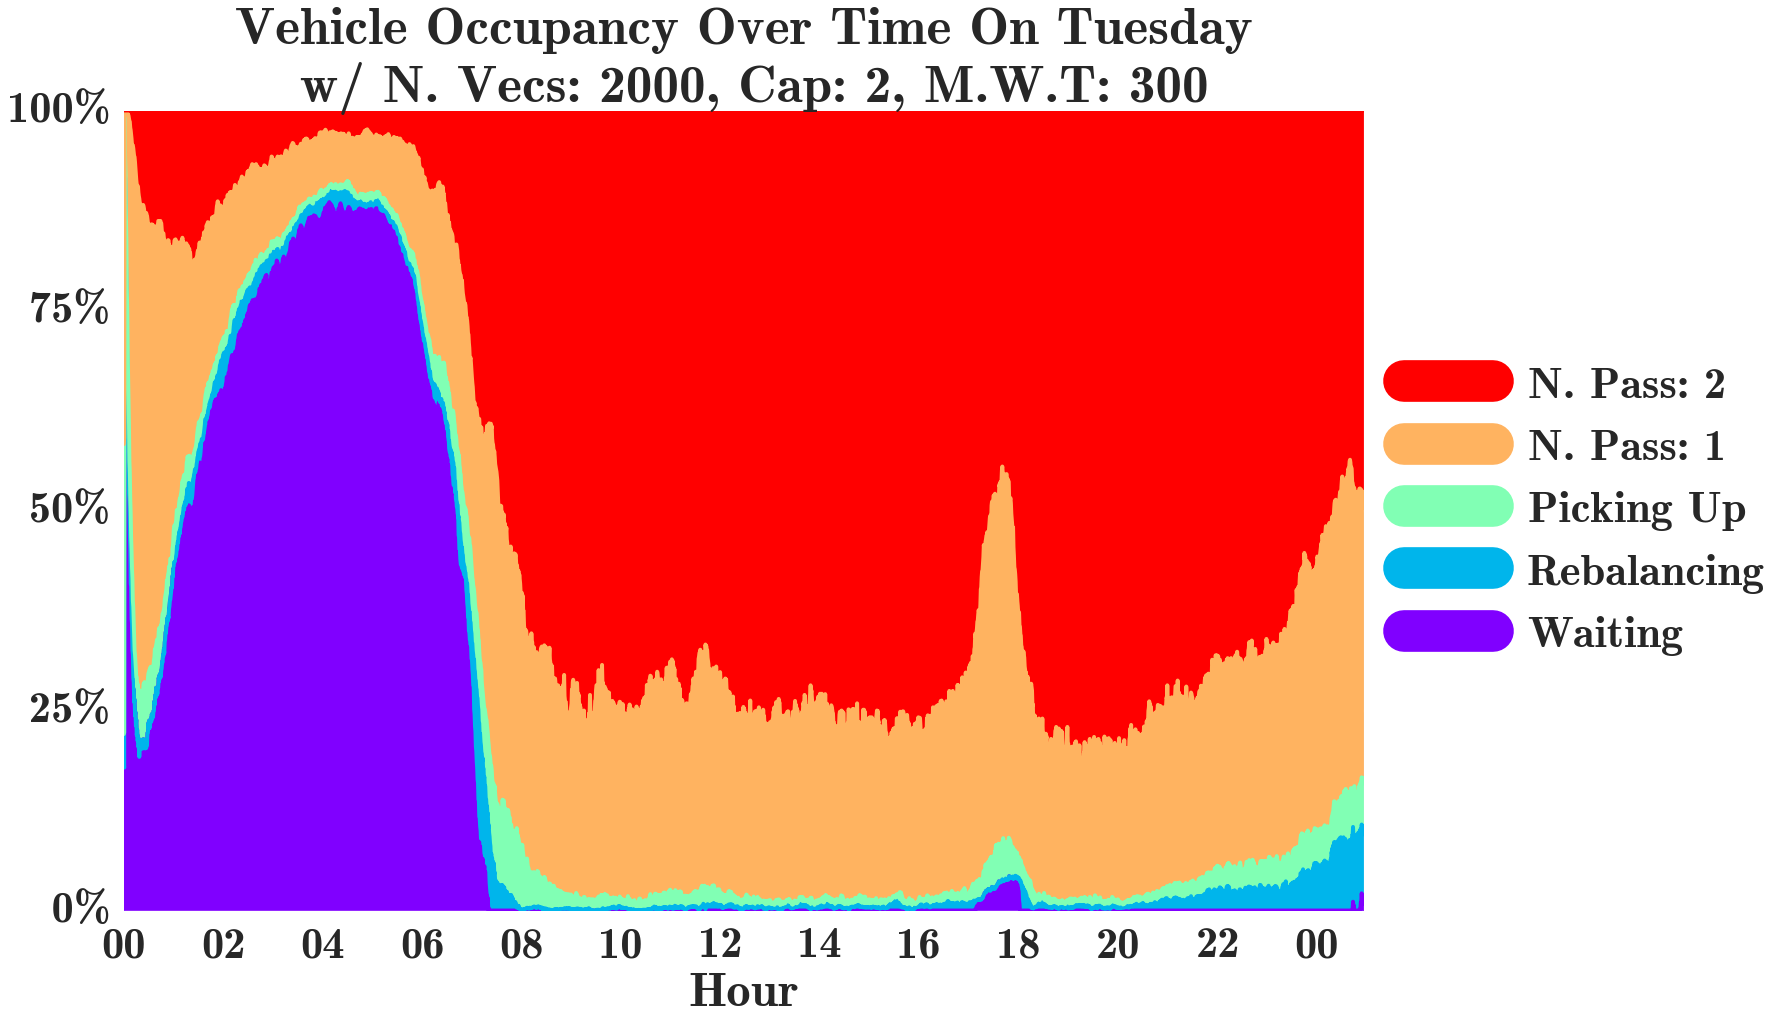 Vehicle Occupancy Over Time On Tuesday
w/ N. Vecs: 2000, Cap: 2, M.W.T: 300
100%
75%
50%
25%
0%
00 02 04 06 08 10 12 14 16 18 20 22 00
Hour
N. Pass: 2
N. Pass: 1
Picking Up
Rebalancing
Waiting